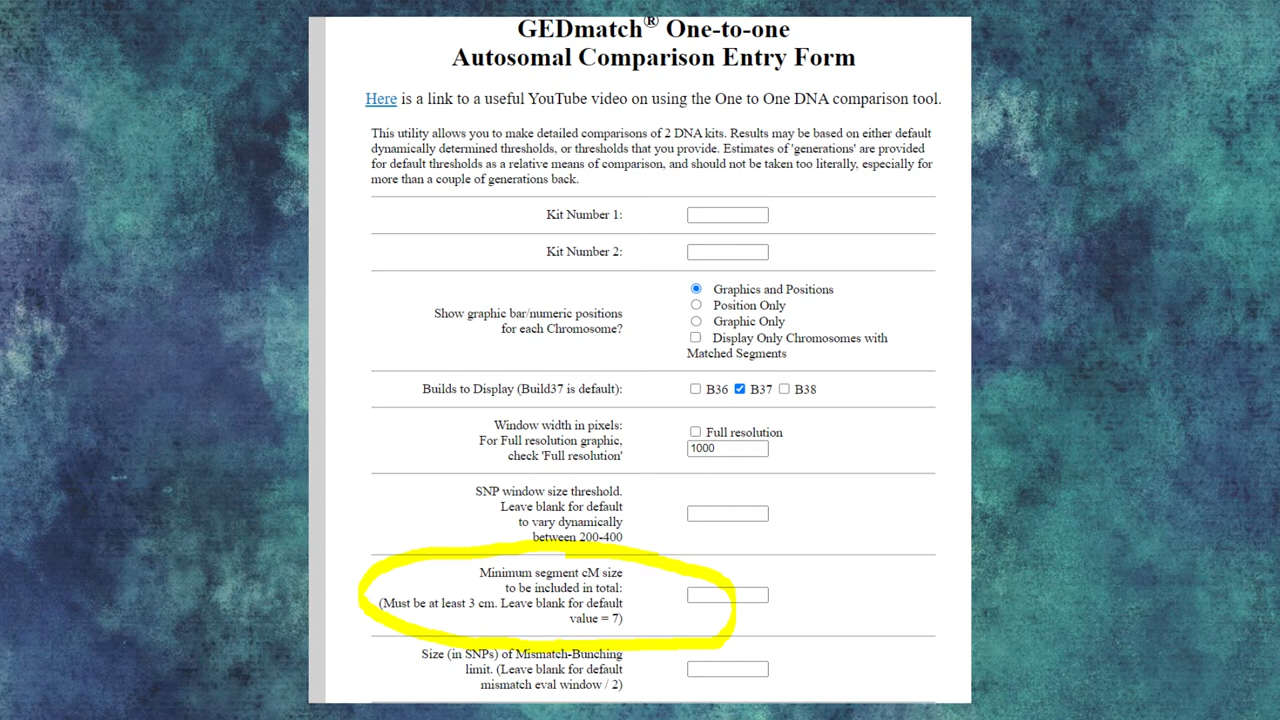 GEDmatch® One-to-one
Autosomal Comparison Entry Form
Here is a link to a useful YouTube video on using the One to One DNA comparison tool.
This utility allows you to make detailed comparisons of 2 DNA kits. Results may be based on either default
dynamically determined thresholds, or thresholds that you provide. Estimates of 'generations' are provided
for default thresholds as a relative means of comparison, and should not be taken too literally, especially for
more than a couple of generations back.
Kit Number 1:
Kit Number 2:
Show graphic bar/numeric positions
for each Chromosome?
Graphics and Positions
Position Only
Graphic Only
Display Only Chromosomes with
Matched Segments
Builds to Display (Build37 is default):
B36 B37 B38
Window width in pixels:
For Full resolution graphic,
check 'Full resolution'
Full resolution
1000
SNP window size threshold.
Leave blank for default
to vary dynamically
between 200-400
Minimum segment cM size
to be included in total:
(Must be at least 3 cm. Leave blank for default
value = 7)
Size (in SNPs) of Mismatch-Bunching
limit. (Leave blank for default
mismatch eval window / 2)